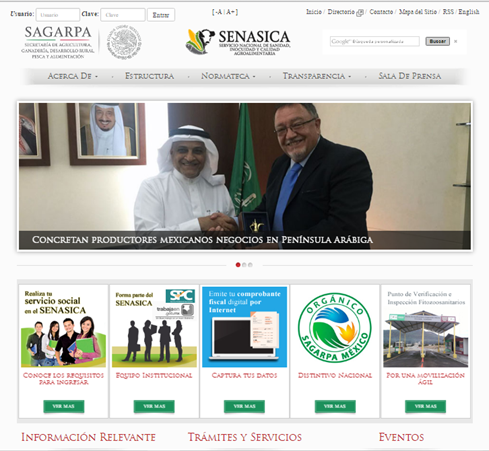 Usuario: Usuario Clave: Clave Entrar [-A | A+] Inicio / Directorio / Contacto / Mapa del Sitio / RSS / English
SAGARPA
SECRETARÍA DE AGRICULTURA,
GANADERÍA, DESARROLLO RURAL,
PESCA Y ALIMENTACIÓN
SENASICA
SERVICIO NACIONAL DE SANIDAD,
INOCUIDAD Y CALIDAD
AGROALIMENTARIA
Google Búsqueda personalizada Buscar ×
Acerca De · Estructura · Normateca · Transparencia · Sala De Prensa
Concretan productores mexicanos negocios en Península Arábiga
Realiza tu
servicio social
en el SENASICA
Conoce los requisitos
para ingresar
VER MAS
Forma parte del
SENASICA
SPC
trabajaen
Equipo Institucional
VER MAS
Emite tu comprobante
fiscal digital por
Internet
Captura tus datos
VER MAS
ORGÁNICO
SAGARPA MÉXICO
Distintivo Nacional
VER MAS
Punto de Verificación e
Inspección Fitozoosanitarios
Por una movilización
ágil
VER MAS
Información Relevante
Trámites y Servicios
Eventos